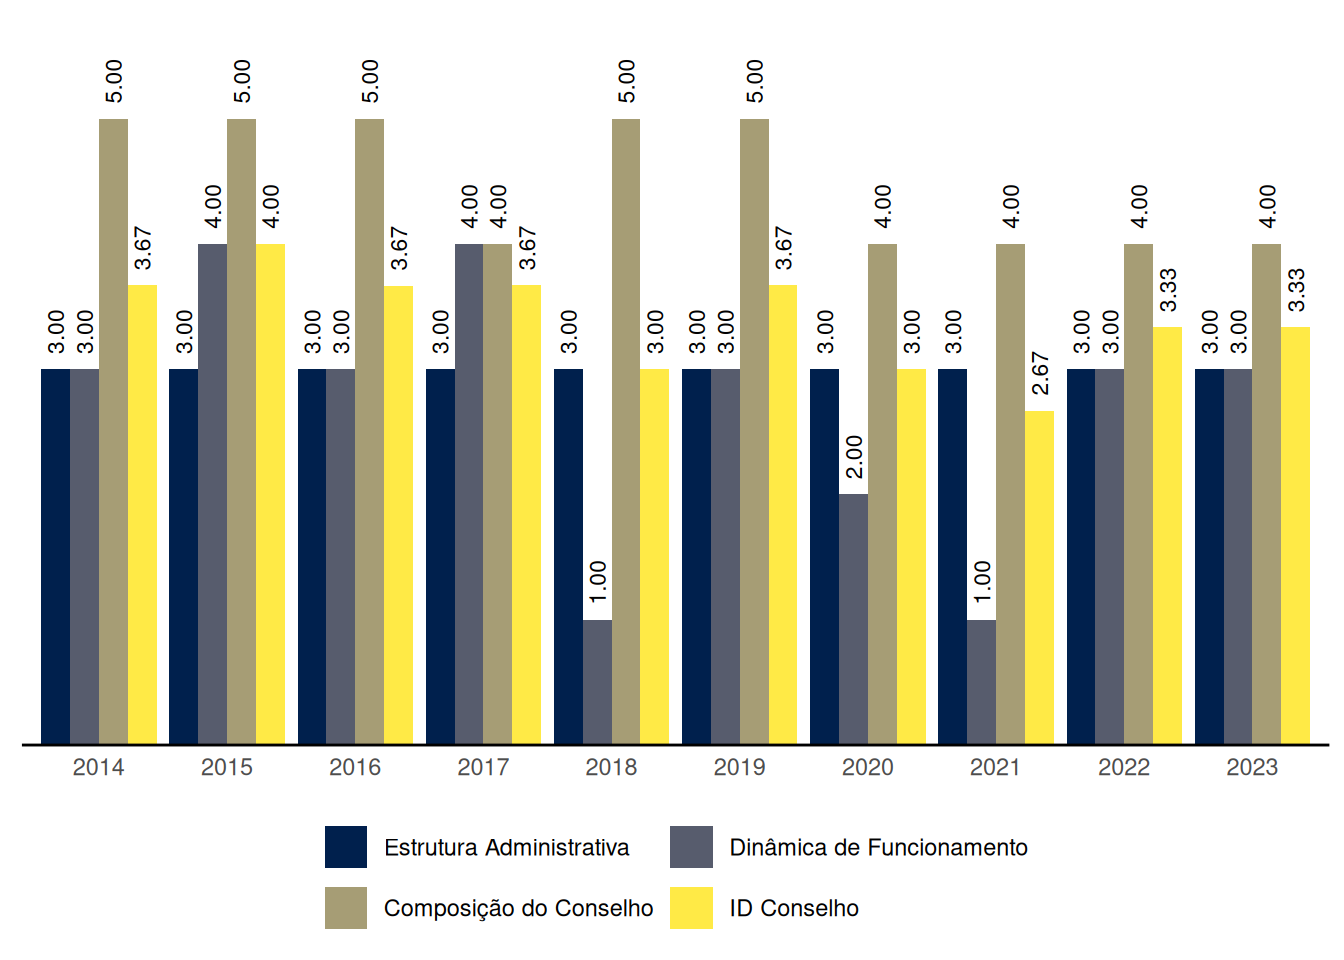 5.00 5.00 5.00 5.00 5.00
4.00 4.00 4.00 4.00 4.00 4.00 4.00 4.00
3.67 3.67 3.67 3.67
3.33 3.33
3.00 3.00 3.00 3.00 3.00 3.00 3.00 3.00 3.00 3.00 3.00 3.00 3.00 3.00 3.00 3.00 3.00
2.67
2.00
1.00 1.00
2014 2015 2016 2017 2018 2019 2020 2021 2022 2023
Estrutura Administrativa Dinâmica de Funcionamento
Composição do Conselho ID Conselho